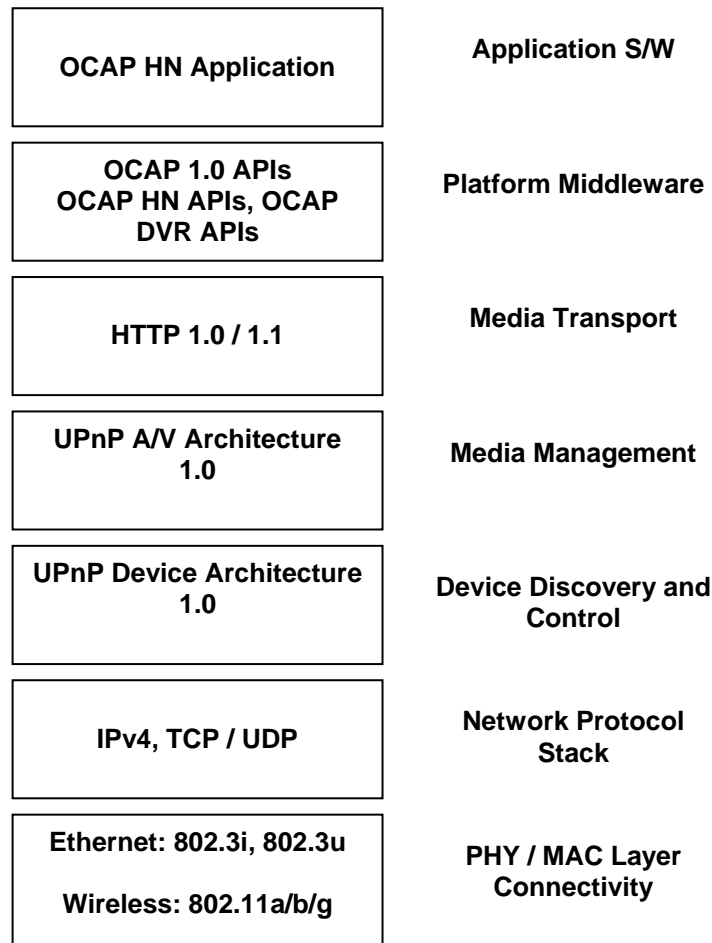 OCAP HN Application
Application S/W
OCAP 1.0 APIs
OCAP HN APIs, OCAP
DVR APIs
Platform Middleware
HTTP 1.0 / 1.1
Media Transport
UPnP A/V Architecture
1.0
Media Management
UPnP Device Architecture
1.0
Device Discovery and
Control
IPv4, TCP / UDP
Network Protocol
Stack
Ethernet: 802.3i, 802.3u
Wireless: 802.11a/b/g
PHY / MAC Layer
Connectivity